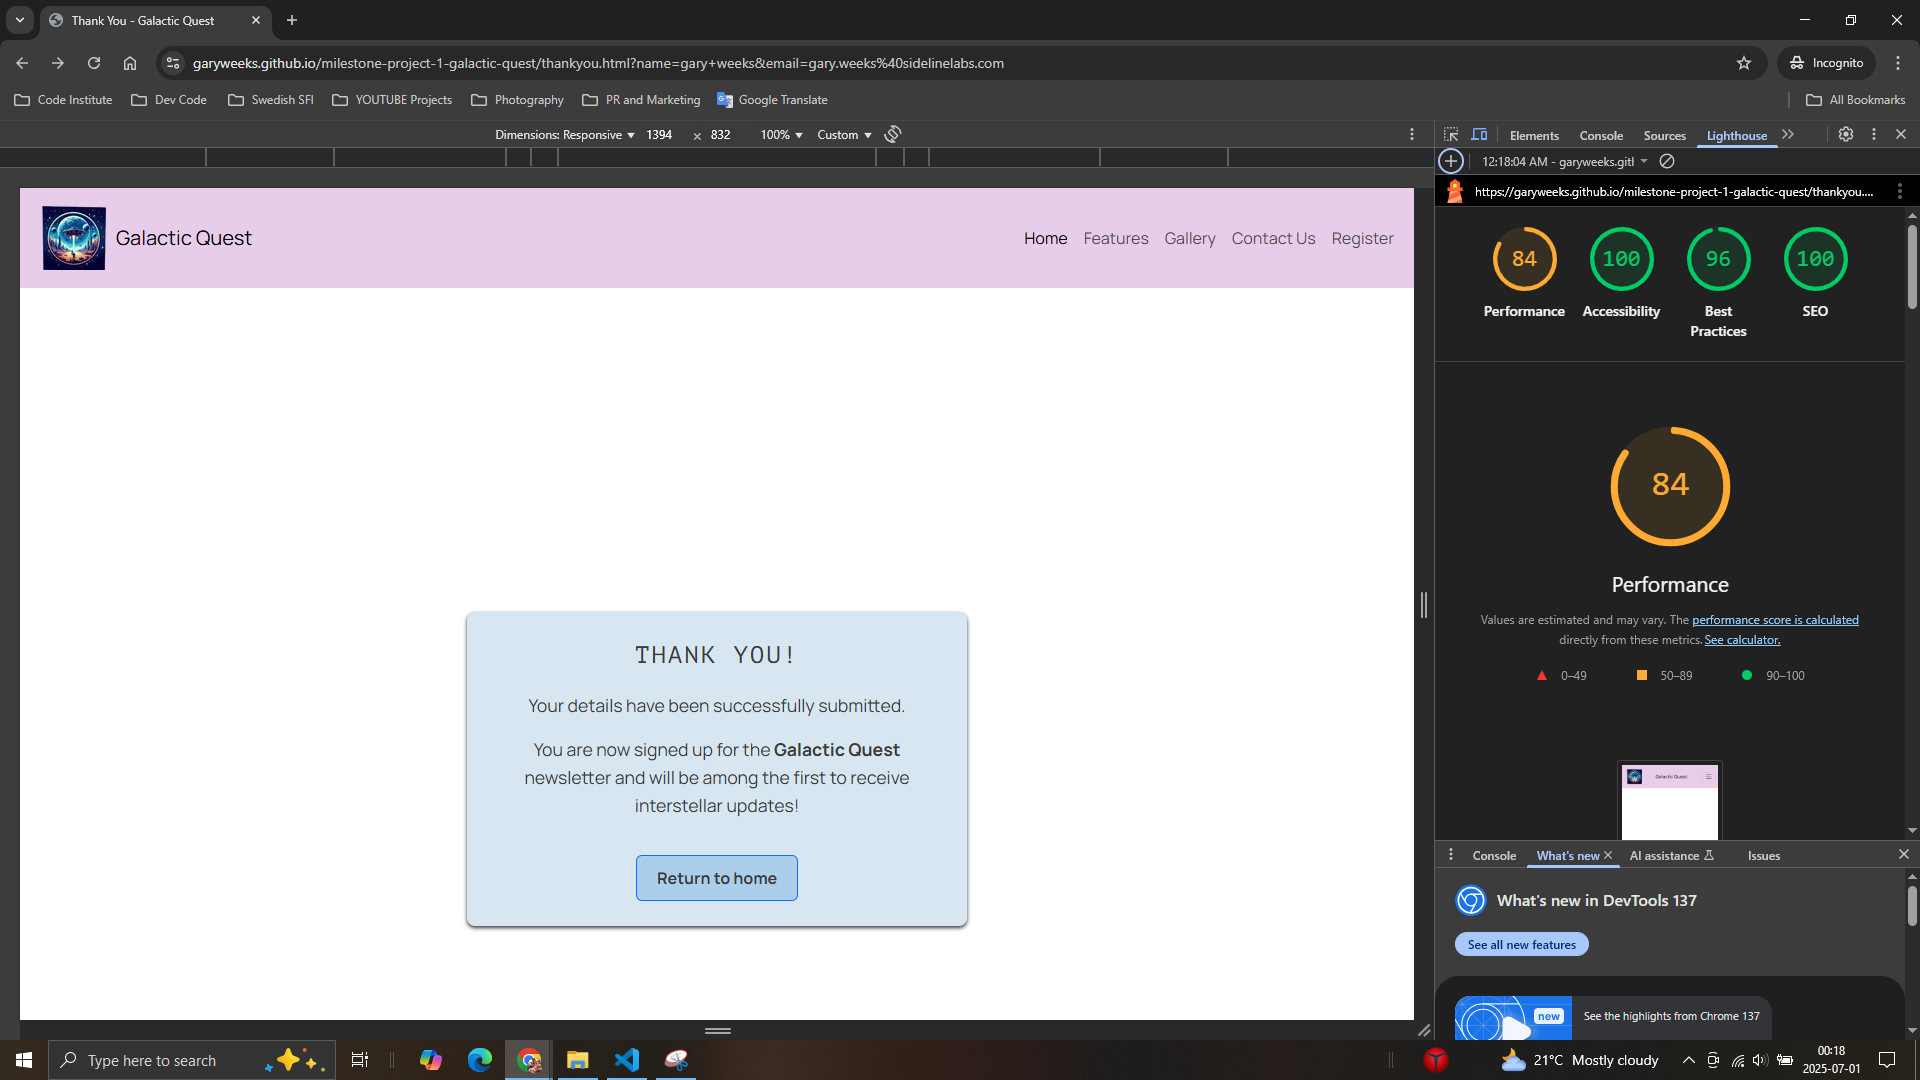 Thank You - Galactic Quest
garyweeks.github.io/milestone-project-1-galactic-quest/thankyou.html?name=gary+weeks&email=gary.weeks%40sidelinelabs.com
Incognito
Code Institute
Dev Code
Swedish SFI
YOUTUBE Projects
Photography
PR and Marketing
Google Translate
All Bookmarks
Dimensions: Responsive 1394 × 832 100% Custom
Elements Console Sources Lighthouse
12:18:04 AM - garyweeks.gitl
https://garyweeks.github.io/milestone-project-1-galactic-quest/thankyou....
Galactic Quest
Home Features Gallery Contact Us Register
84 100 96 100
Performance Accessibility Best Practices SEO
84
Performance
Values are estimated and may vary. The performance score is calculated
directly from these metrics. See calculator.
0–49 50–89 90–100
Galactic Quest
THANK YOU!
Your details have been successfully submitted.
You are now signed up for the Galactic Quest
newsletter and will be among the first to receive
interstellar updates!
Return to home
Console What's new AI assistance Issues
What's new in DevTools 137
See all new features
new
See the highlights from Chrome 137
Type here to search
21°C Mostly cloudy
00:18
2025-07-01